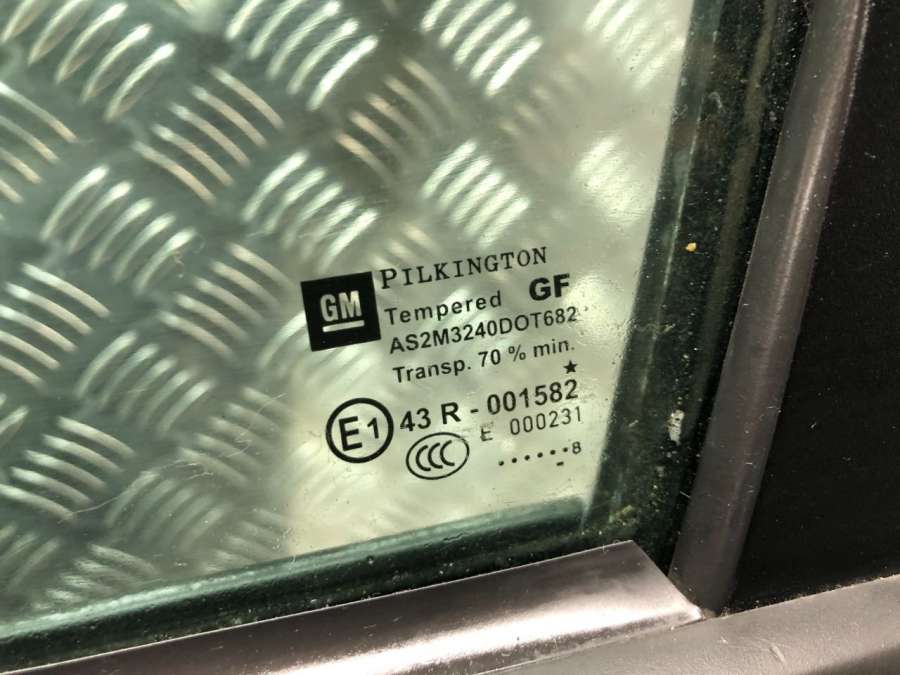 GM
PILKINGTON
Tempered GF
AS2M3240DOT682
Transp. 70 % min.
E1 43 R - 001582
CCC E 000231
......8